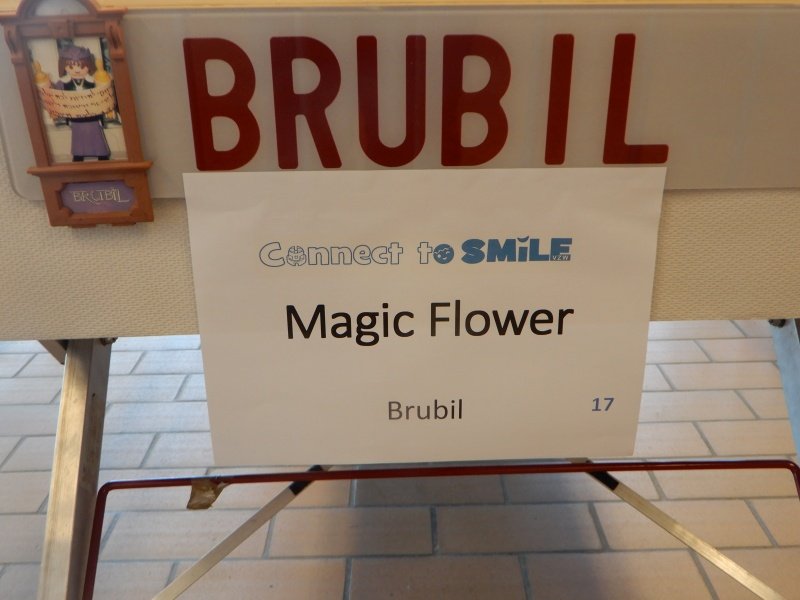 BRUBIL
BRUBIL
Connect to SMiLE
VZW
Magic Flower
Brubil
17